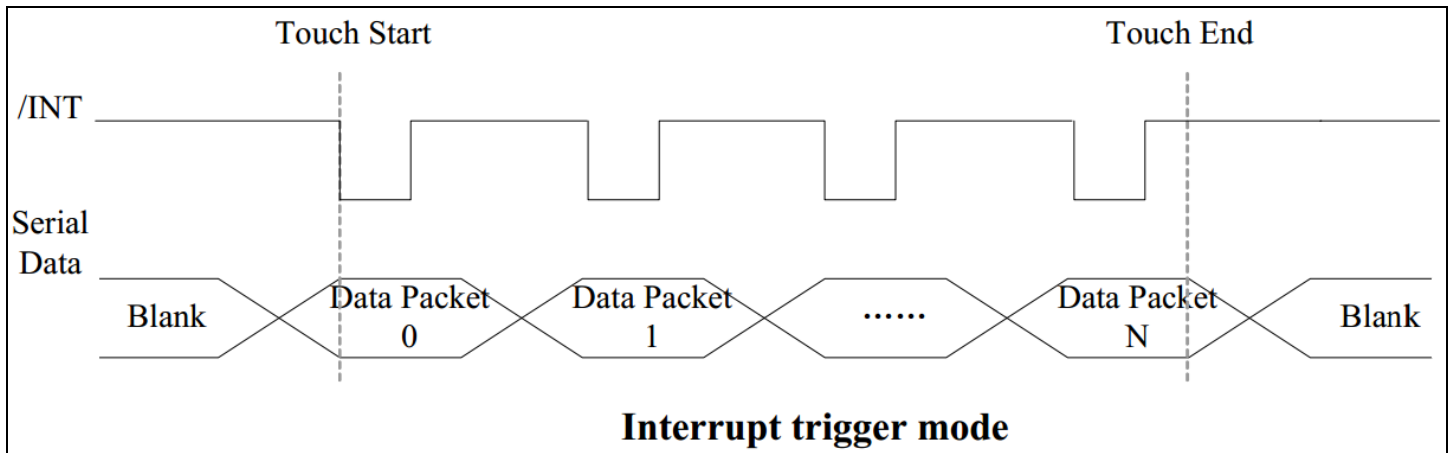 Touch Start
Touch End
/INT
Serial
Data
Blank
Data Packet
0
Data Packet
1
......
Data Packet
N
Blank
Interrupt trigger mode